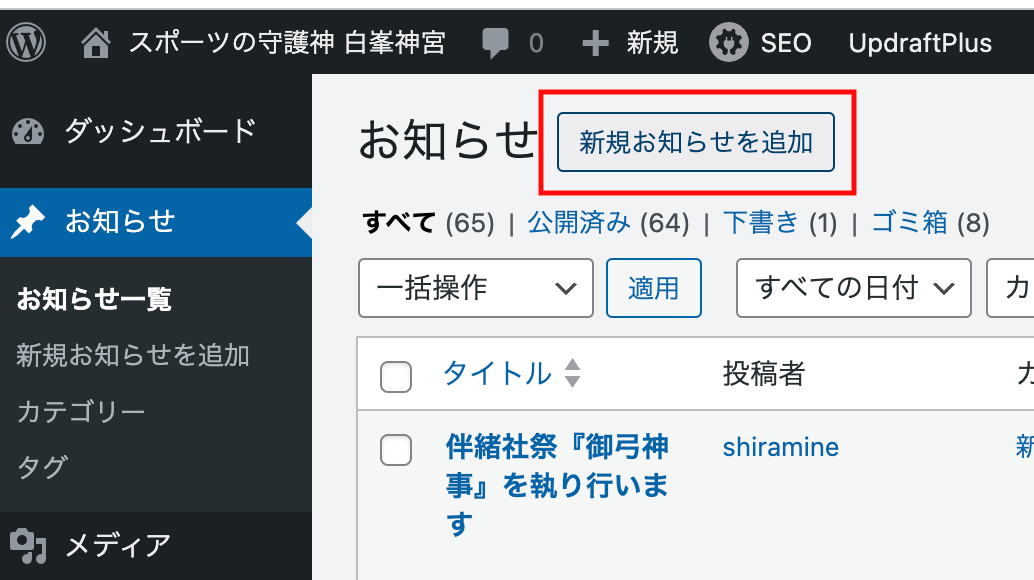 スポーツの守護神 白峯神宮 0 新規 SEO UpdraftPlus
ダッシュボード
お知らせ
お知らせ一覧
新規お知らせを追加
カテゴリー
タグ
メディア
お知らせ 新規お知らせを追加
すべて (65) | 公開済み (64) | 下書き (1) | ゴミ箱 (8)
一括操作 適用 すべての日付 カ
タイトル 投稿者 カ
伴緒社祭『御弓神 shiramine 新
事』を執り行いま
す